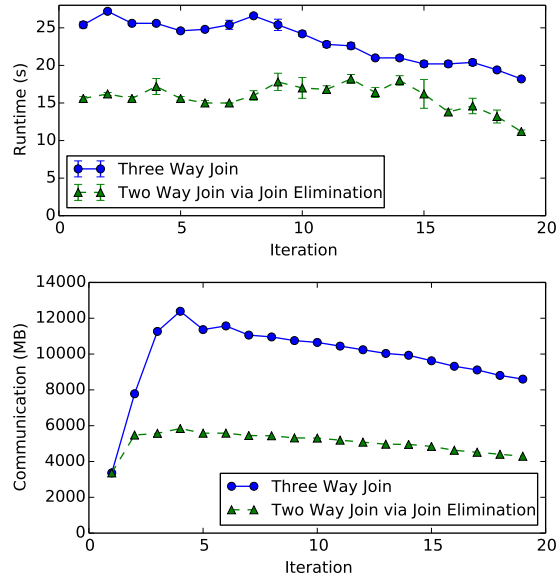 25
20
15
10
5
0
Runtime (s)
Three Way Join
Two Way Join via Join Elimination
0 5 10 15 20
Iteration
14000
12000
10000
8000
6000
4000
2000
0
Communication (MB)
Three Way Join
Two Way Join via Join Elimination
0 5 10 15 20
Iteration